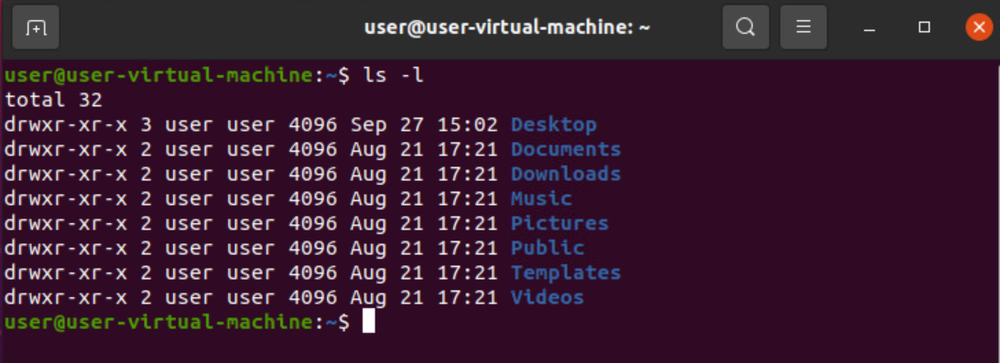 user@user-virtual-machine: ~
user@user-virtual-machine:~$ ls -l
total 32
drwxr-xr-x 3 user user 4096 Sep 27 15:02 Desktop
drwxr-xr-x 2 user user 4096 Aug 21 17:21 Documents
drwxr-xr-x 2 user user 4096 Aug 21 17:21 Downloads
drwxr-xr-x 2 user user 4096 Aug 21 17:21 Music
drwxr-xr-x 2 user user 4096 Aug 21 17:21 Pictures
drwxr-xr-x 2 user user 4096 Aug 21 17:21 Public
drwxr-xr-x 2 user user 4096 Aug 21 17:21 Templates
drwxr-xr-x 2 user user 4096 Aug 21 17:21 Videos
user@user-virtual-machine:~$